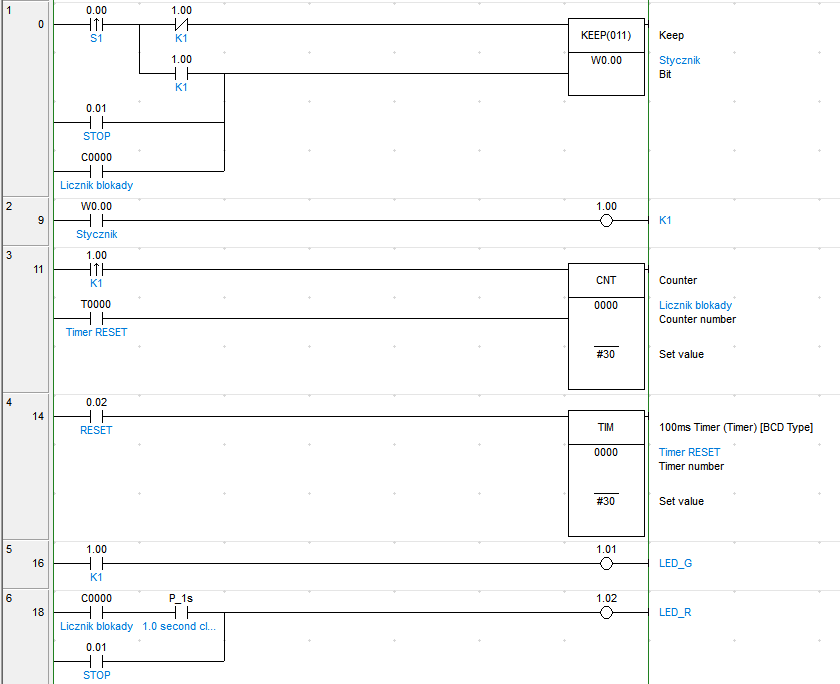 1
0
0.00
S1
1.00
K1
1.00
K1
0.01
STOP
C0000
Licznik blokady
KEEP(011)
W0.00
Keep
Stycznik
Bit
2
9
W0.00
Stycznik
1.00
K1
3
11
1.00
K1
T0000
Timer RESET
CNT
0000
#30
Counter
Licznik blokady
Counter number
Set value
4
14
0.02
RESET
TIM
0000
#30
100ms Timer (Timer) [BCD Type]
Timer RESET
Timer number
Set value
5
16
1.00
K1
1.01
LED_G
6
18
C0000
Licznik blokady
P_1s
1.0 second cl...
0.01
STOP
1.02
LED_R